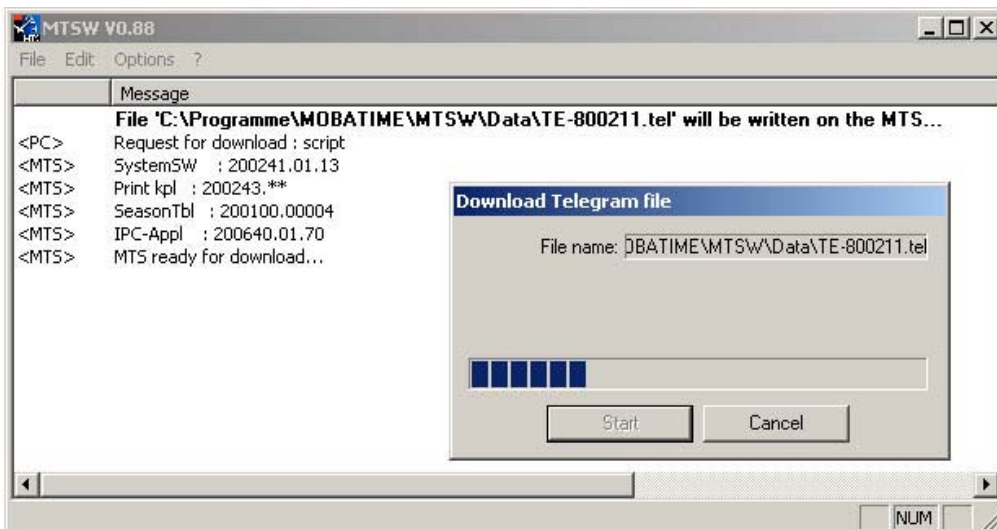 MTSW V0.88
File Edit Options ?
Message
File 'C:\Programme\MOBATIME\MTSW\Data\TE-800211.tel' will be written on the MTS...
<PC> Request for download : script
<MTS> SystemSW : 200241.01.13
<MTS> Print kpl : 200243.**
<MTS> SeasonTbl : 200100.00004
<MTS> IPC-Appl : 200640.01.70
<MTS> MTS ready for download...
Download Telegram file
File name: OBATIME\MTSW\Data\TE-800211.tel
Start Cancel
NUM